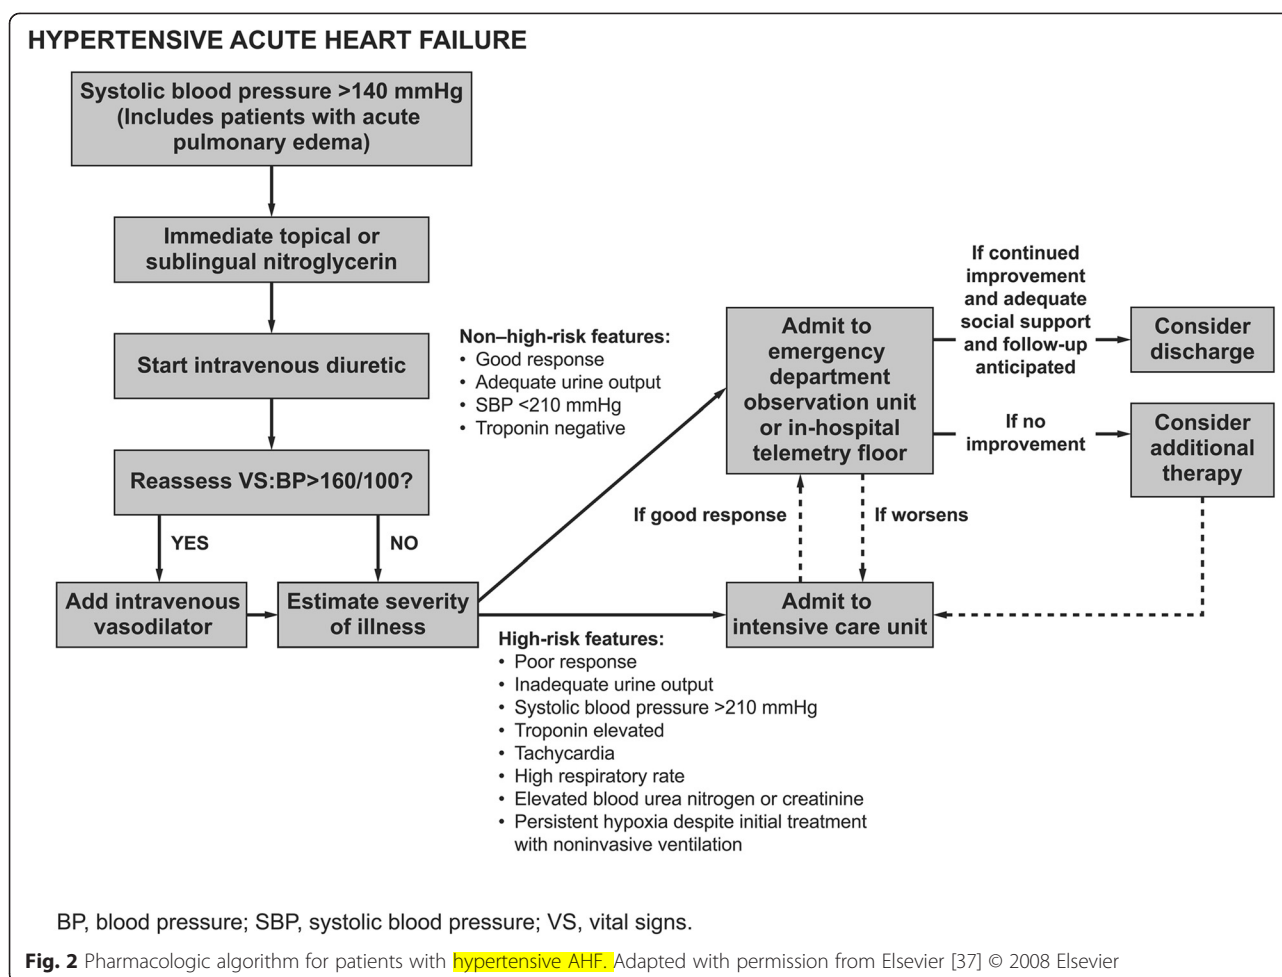 HYPERTENSIVE ACUTE HEART FAILURE
Systolic blood pressure >140 mmHg
(Includes patients with acute
pulmonary edema)
Immediate topical or
sublingual nitroglycerin
Start intravenous diuretic
Reassess VS:BP>160/100?
YES
NO
Add intravenous
vasodilator
Estimate severity
of illness
Non–high-risk features:
• Good response
• Adequate urine output
• SBP <210 mmHg
• Troponin negative
High-risk features:
• Poor response
• Inadequate urine output
• Systolic blood pressure >210 mmHg
• Troponin elevated
• Tachycardia
• High respiratory rate
• Elevated blood urea nitrogen or creatinine
• Persistent hypoxia despite initial treatment
with noninvasive ventilation
Admit to
emergency
department
observation unit
or in-hospital
telemetry floor
If good response
If worsens
Admit to
intensive care unit
If continued
improvement
and adequate
social support
and follow-up
anticipated
Consider
discharge
If no
improvement
Consider
additional
therapy
BP, blood pressure; SBP, systolic blood pressure; VS, vital signs.
Fig. 2 Pharmacologic algorithm for patients with hypertensive AHF. Adapted with permission from Elsevier [37] © 2008 Elsevier